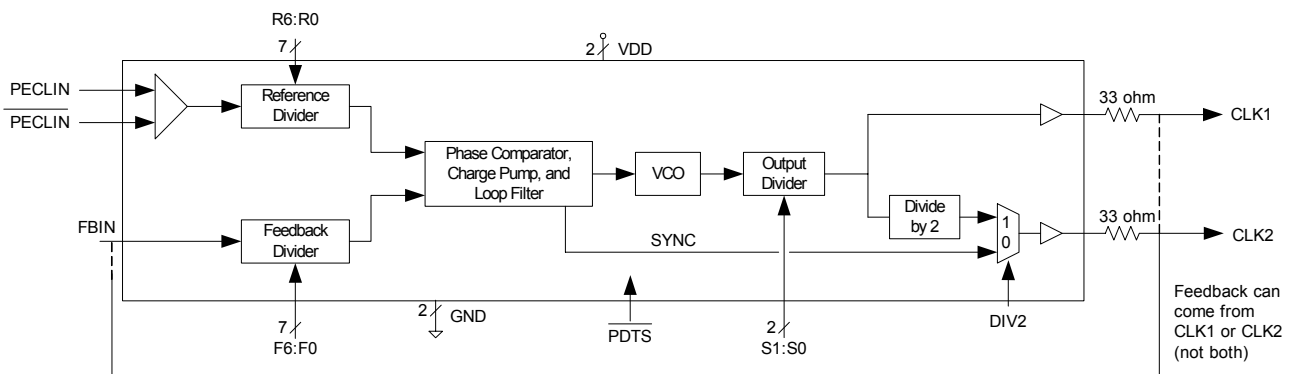 R6:R0
7
2 VDD
PECLIN
PECLIN
Reference
Divider
33 ohm
CLK1
Phase Comparator,
Charge Pump, and
Loop Filter
VCO
Output
Divider
FBIN
Feedback
Divider
Divide
by 2
1
0
33 ohm
CLK2
SYNC
2 GND
PDTS
2
S1:S0
DIV2
7
F6:F0
Feedback can
come from
CLK1 or CLK2
(not both)